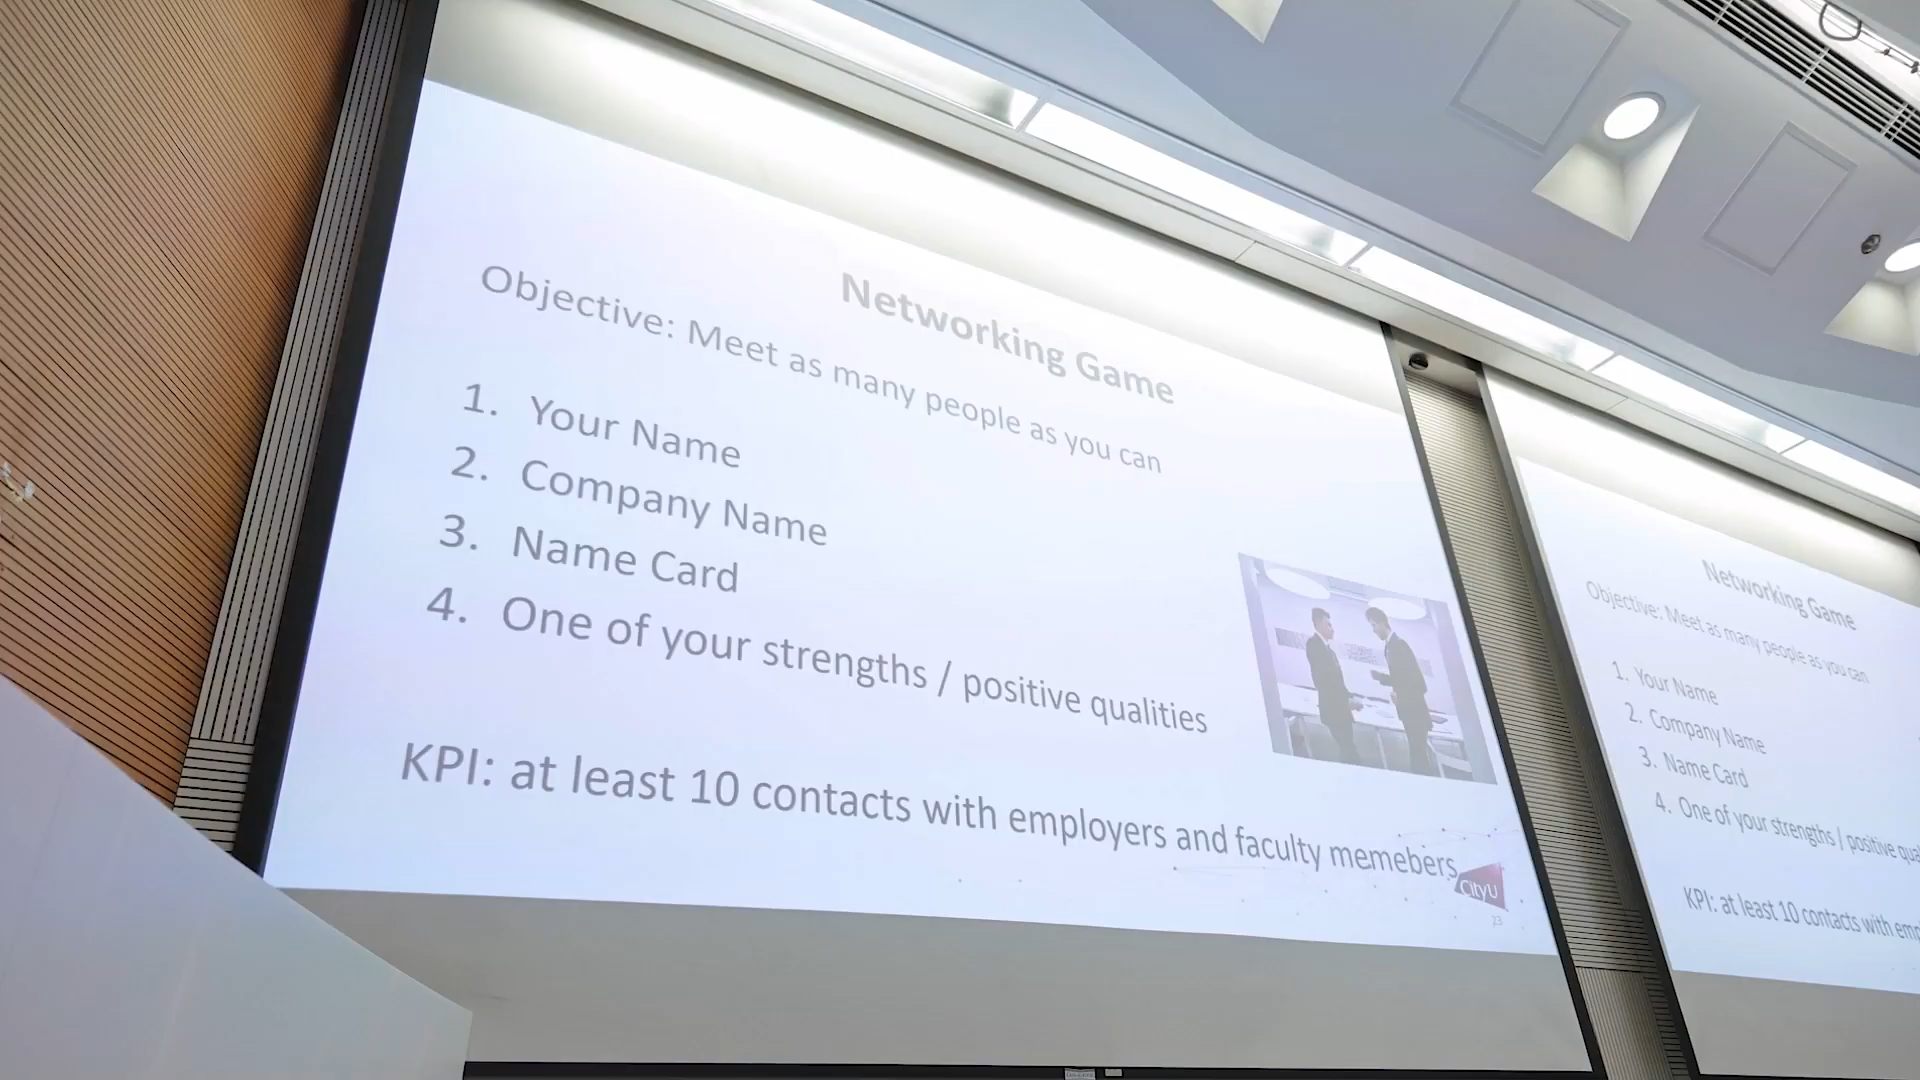 Networking Game
Objective: Meet as many people as you can
1. Your Name
2. Company Name
3. Name Card
4. One of your strengths / positive qualities
KPI: at least 10 contacts with employers and faculty memebers
CityU
23
Networking Game
Objective: Meet as many people as you can
1. Your Name
2. Company Name
3. Name Card
4. One of your strengths / positive qua
KPI: at least 10 contacts with emp